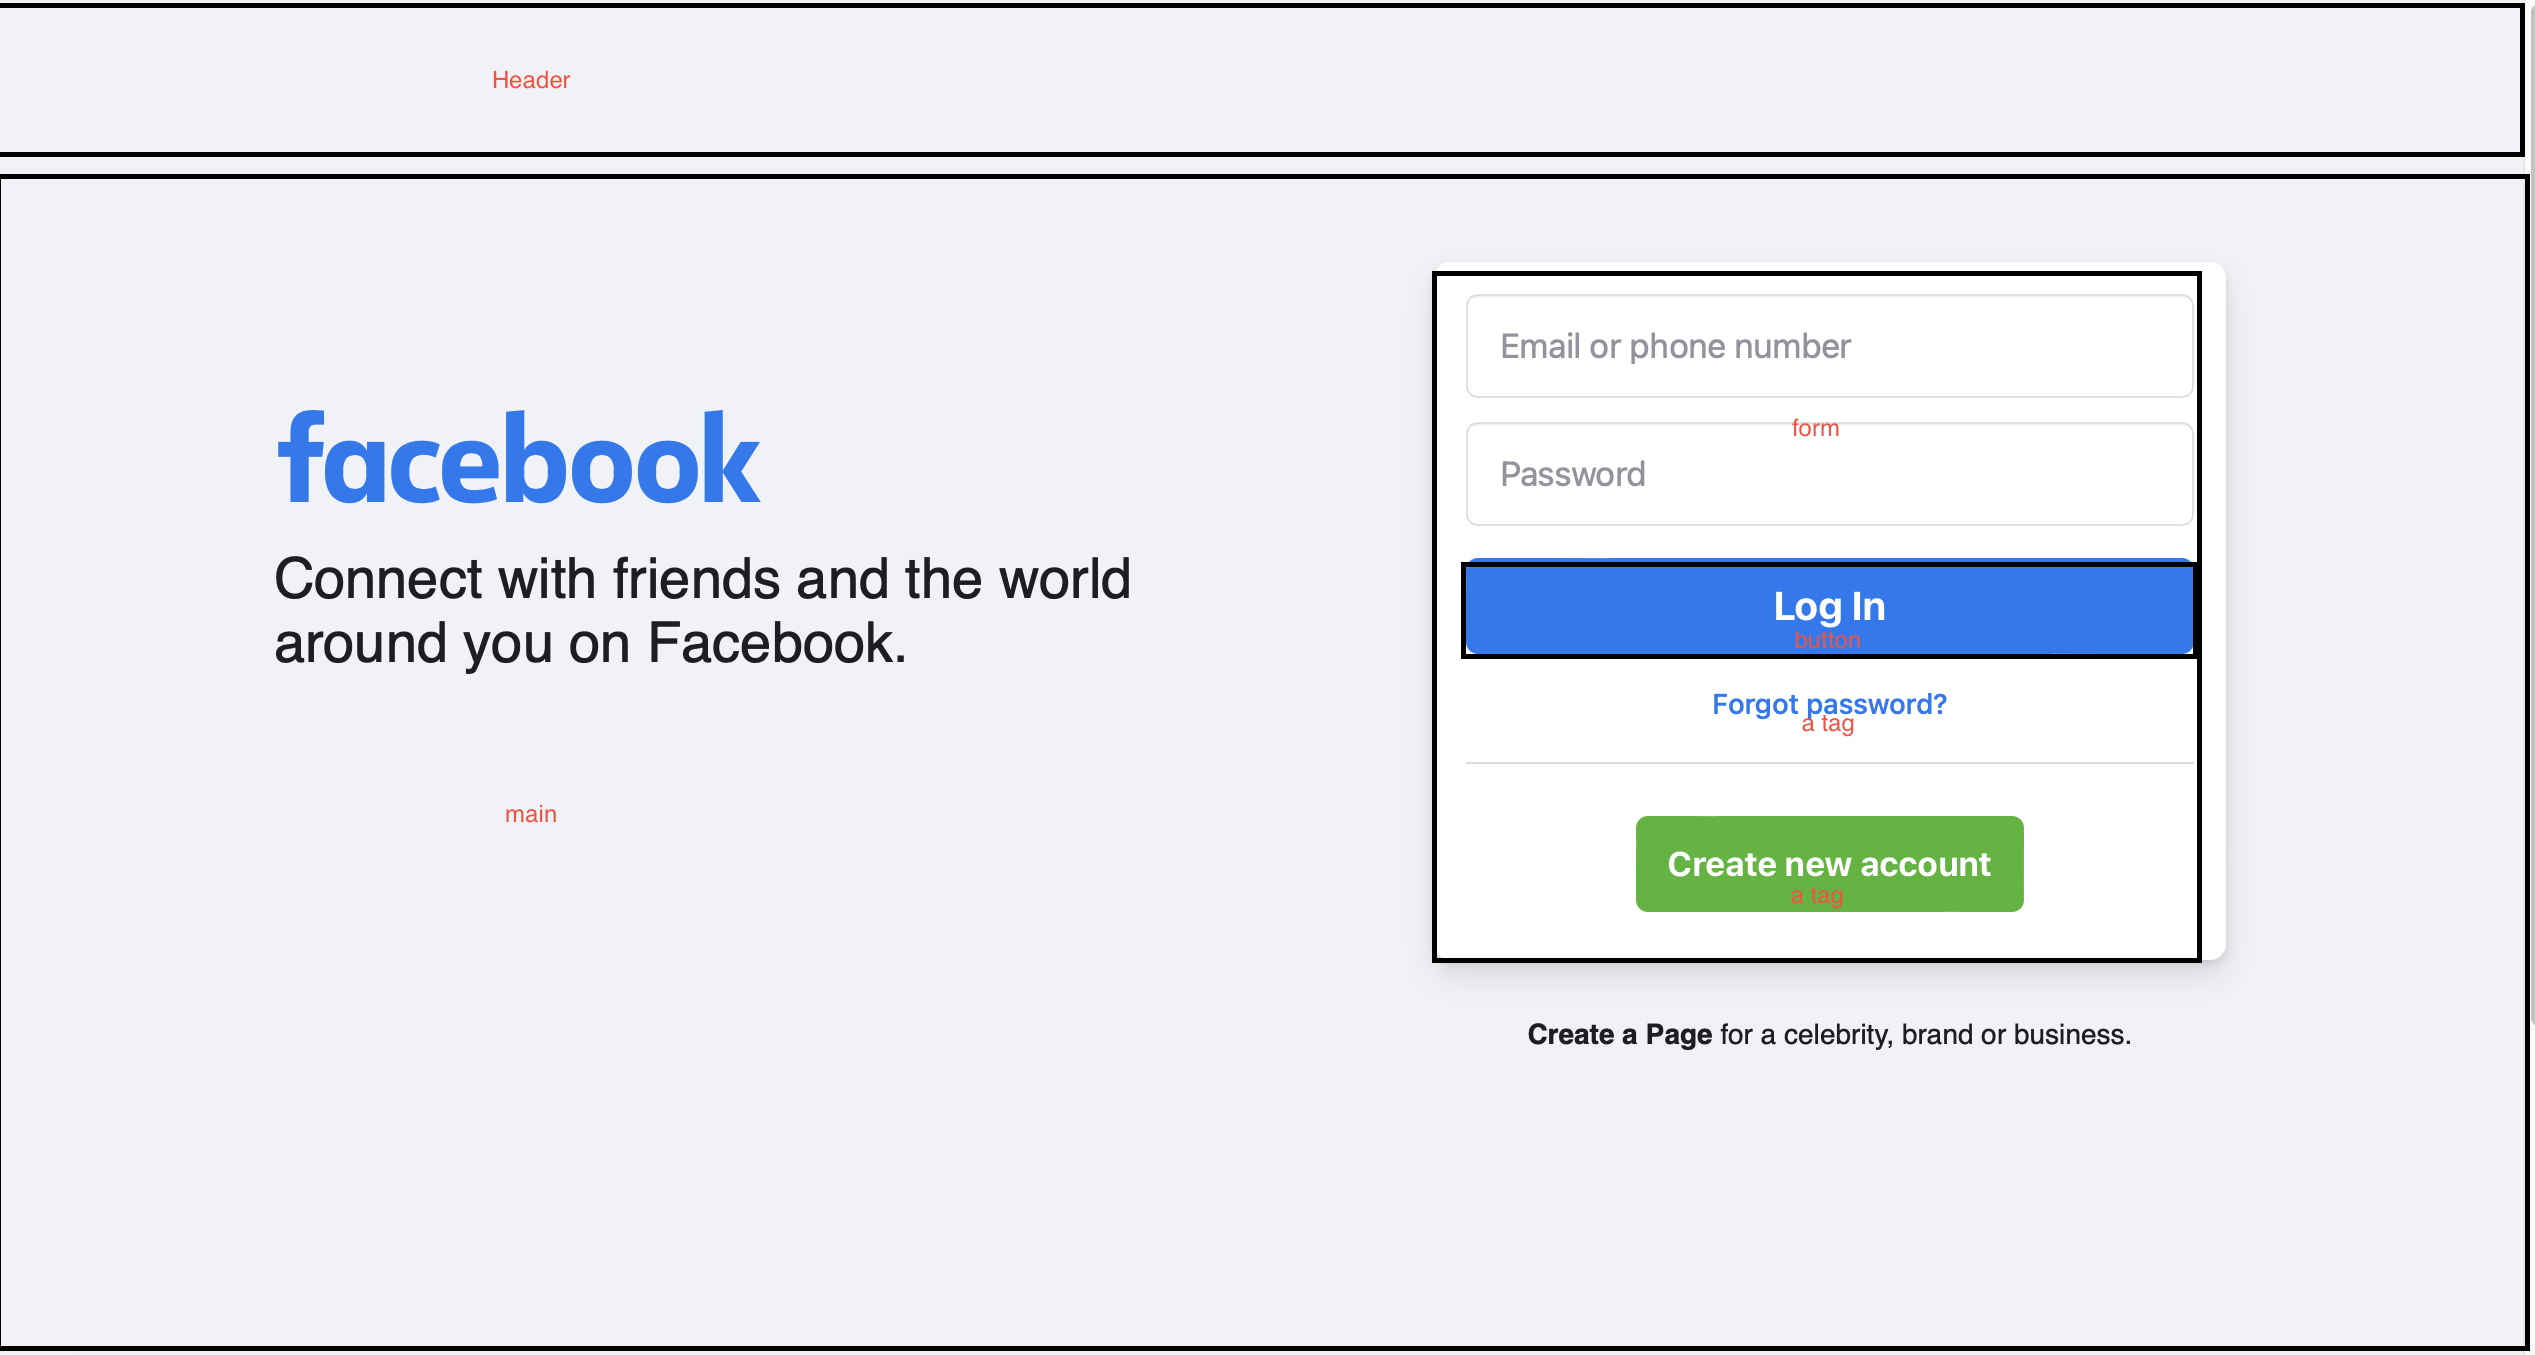 Header
facebook
Connect with friends and the world
around you on Facebook.
main
Email or phone number
form
Password
Log In
button
Forgot password?
a tag
Create new account
a tag
Create a Page for a celebrity, brand or business.